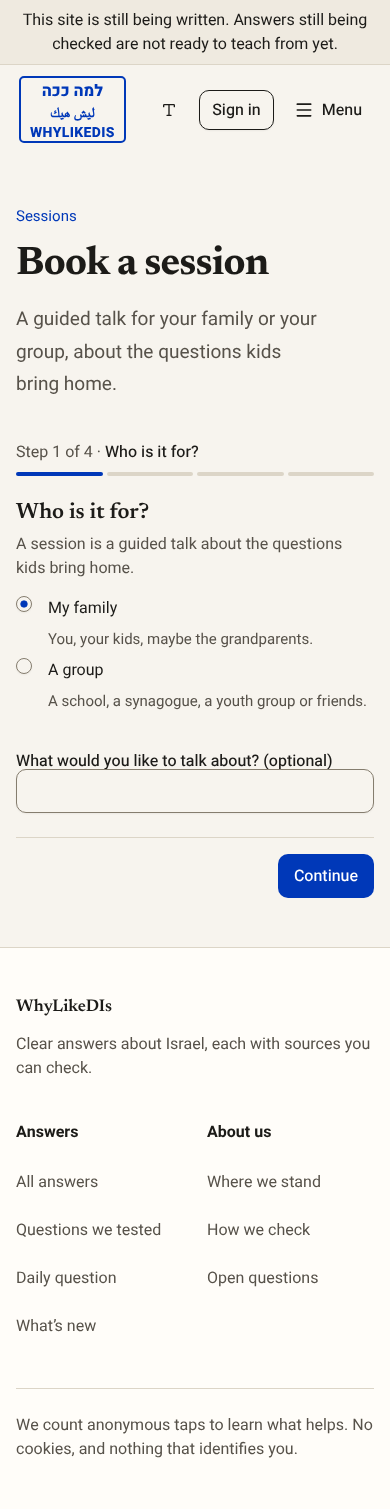 This site is still being written. Answers still being
checked are not ready to teach from yet.
למה ככה
ليش هيك
WHYLIKEDIS
T
Sign in
Menu
Sessions
Book a session
A guided talk for your family or your
group, about the questions kids
bring home.
Step 1 of 4 · Who is it for?
Who is it for?
A session is a guided talk about the questions
kids bring home.
My family
You, your kids, maybe the grandparents.
A group
A school, a synagogue, a youth group or friends.
What would you like to talk about? (optional)
Continue
WhyLikeDIs
Clear answers about Israel, each with sources you
can check.
Answers
About us
All answers
Where we stand
Questions we tested
How we check
Daily question
Open questions
What’s new
We count anonymous taps to learn what helps. No
cookies, and nothing that identifies you.